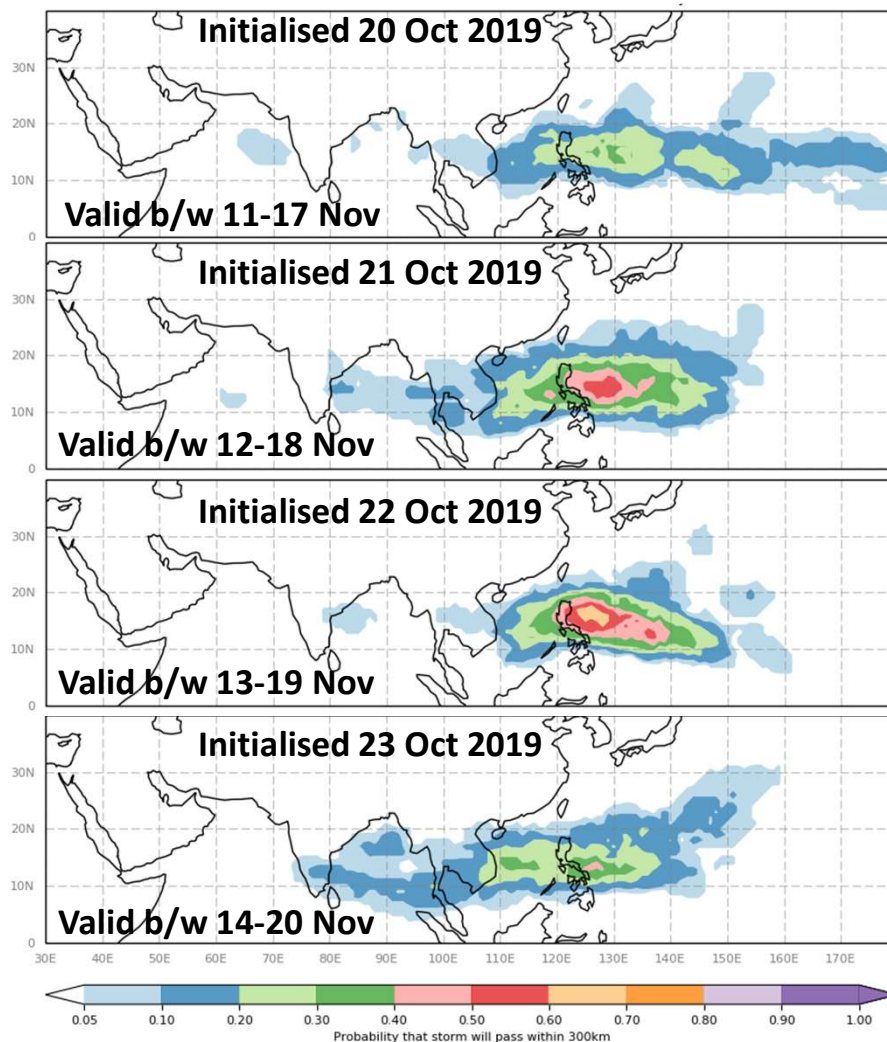 Initialised 20 Oct 2019
30N
20N
10N
0
Valid b/w 11-17 Nov
Initialised 21 Oct 2019
30N
20N
10N
0
Valid b/w 12-18 Nov
Initialised 22 Oct 2019
30N
20N
10N
0
Valid b/w 13-19 Nov
Initialised 23 Oct 2019
30N
20N
10N
0
Valid b/w 14-20 Nov
30E 40E 50E 60E 70E 80E 90E 100E 110E 120E 130E 140E 150E 160E 170E
0.05 0.10 0.20 0.30 0.40 0.50 0.60 0.70 0.80 0.90 1.00
Probability that storm will pass within 300km